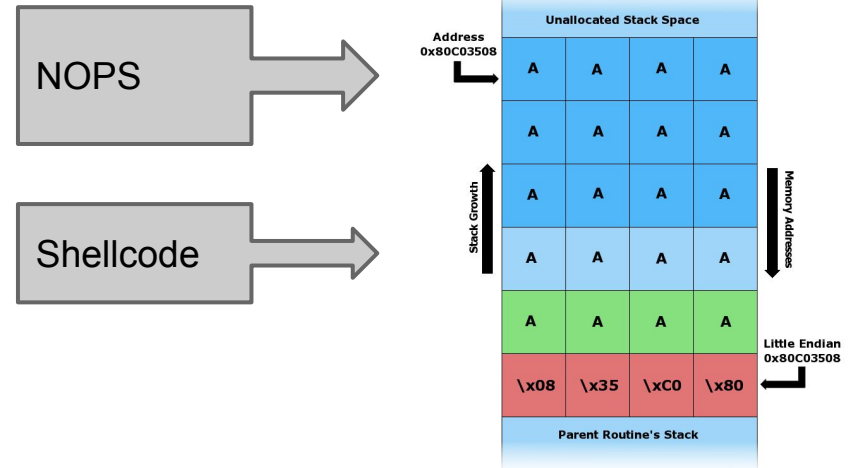 NOPS
Shellcode
Unallocated Stack Space
Address
0x80C03508
A A A A
A A A A
Stack Growth
A A A A
Memory Addresses
A A A A
A A A A
Little Endian
0x80C03508
\x08 \x35 \xC0 \x80
Parent Routine's Stack